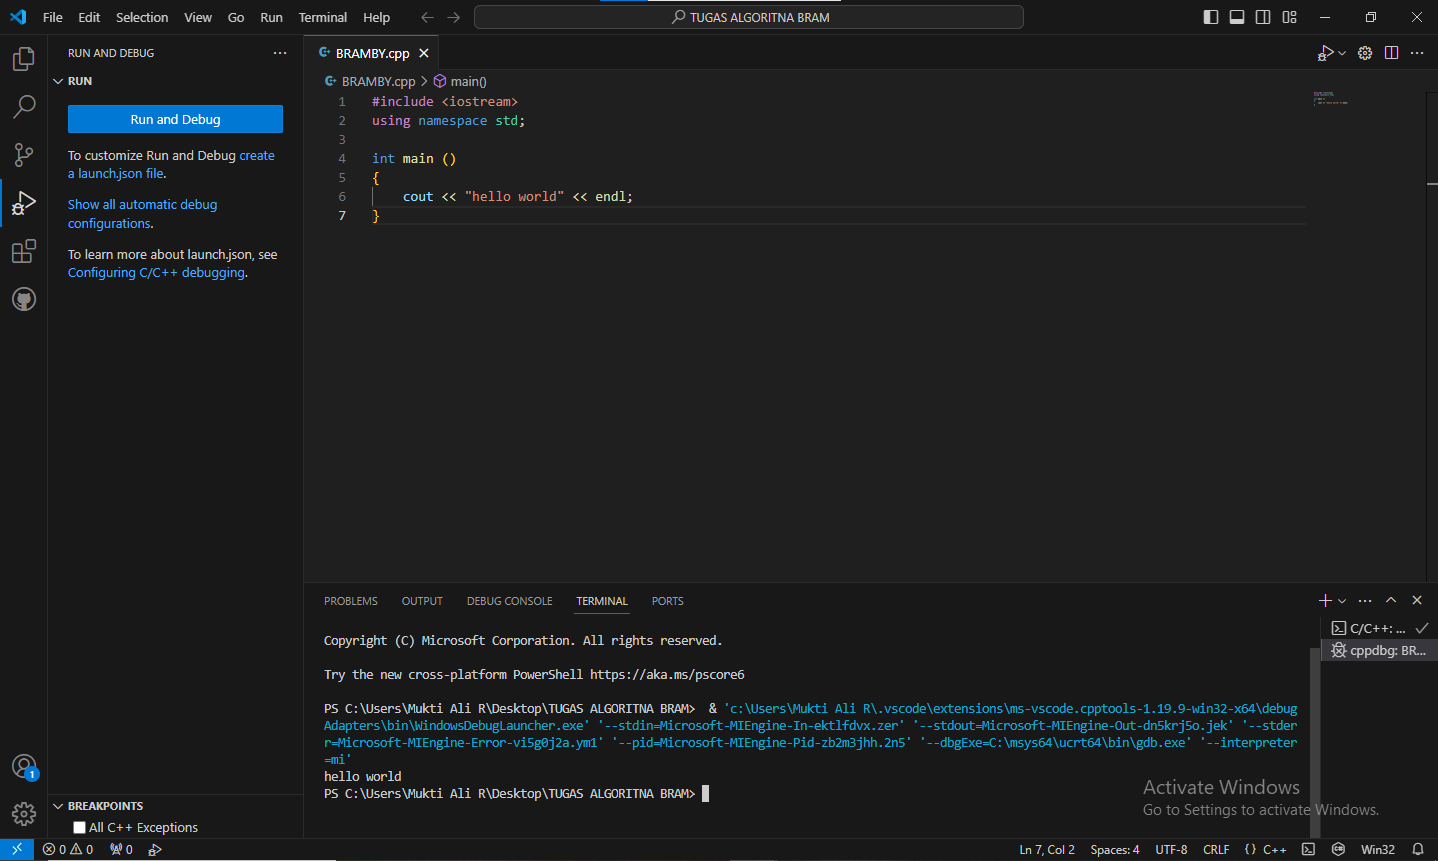 File Edit Selection View Go Run Terminal Help
TUGAS ALGORITNA BRAM
RUN AND DEBUG
RUN
Run and Debug
To customize Run and Debug create
a launch.json file.
Show all automatic debug
configurations.
To learn more about launch.json, see
Configuring C/C++ debugging.
BREAKPOINTS
All C++ Exceptions
BRAMBY.cpp
BRAMBY.cpp > main()
1 #include <iostream>
2 using namespace std;
3
4 int main ()
5 {
6 cout << "hello world" << endl;
7 }
PROBLEMS OUTPUT DEBUG CONSOLE TERMINAL PORTS
Copyright (C) Microsoft Corporation. All rights reserved.
Try the new cross-platform PowerShell https://aka.ms/pscore6
PS C:\Users\Mukti Ali R\Desktop\TUGAS ALGORITNA BRAM> & 'c:\Users\Mukti Ali R\.vscode\extensions\ms-vscode.cpptools-1.19.9-win32-x64\debug
Adapters\bin\WindowsDebugLauncher.exe' '--stdin=Microsoft-MIEngine-In-ektlfdvx.zer' '--stdout=Microsoft-MIEngine-Out-dn5krj5o.jek' '--stder
r=Microsoft-MIEngine-Error-vi5g0j2a.ym1' '--pid=Microsoft-MIEngine-Pid-zb2m3jhh.2n5' '--dbgExe=C:\msys64\ucrt64\bin\gdb.exe' '--interpreter
=mi'
hello world
PS C:\Users\Mukti Ali R\Desktop\TUGAS ALGORITNA BRAM>
C/C++: ...
cppdbg: BR...
Activate Windows
Go to Settings to activate Windows.
1
0 0 0
Ln 7, Col 2 Spaces: 4 UTF-8 CRLF {} C++ Win32